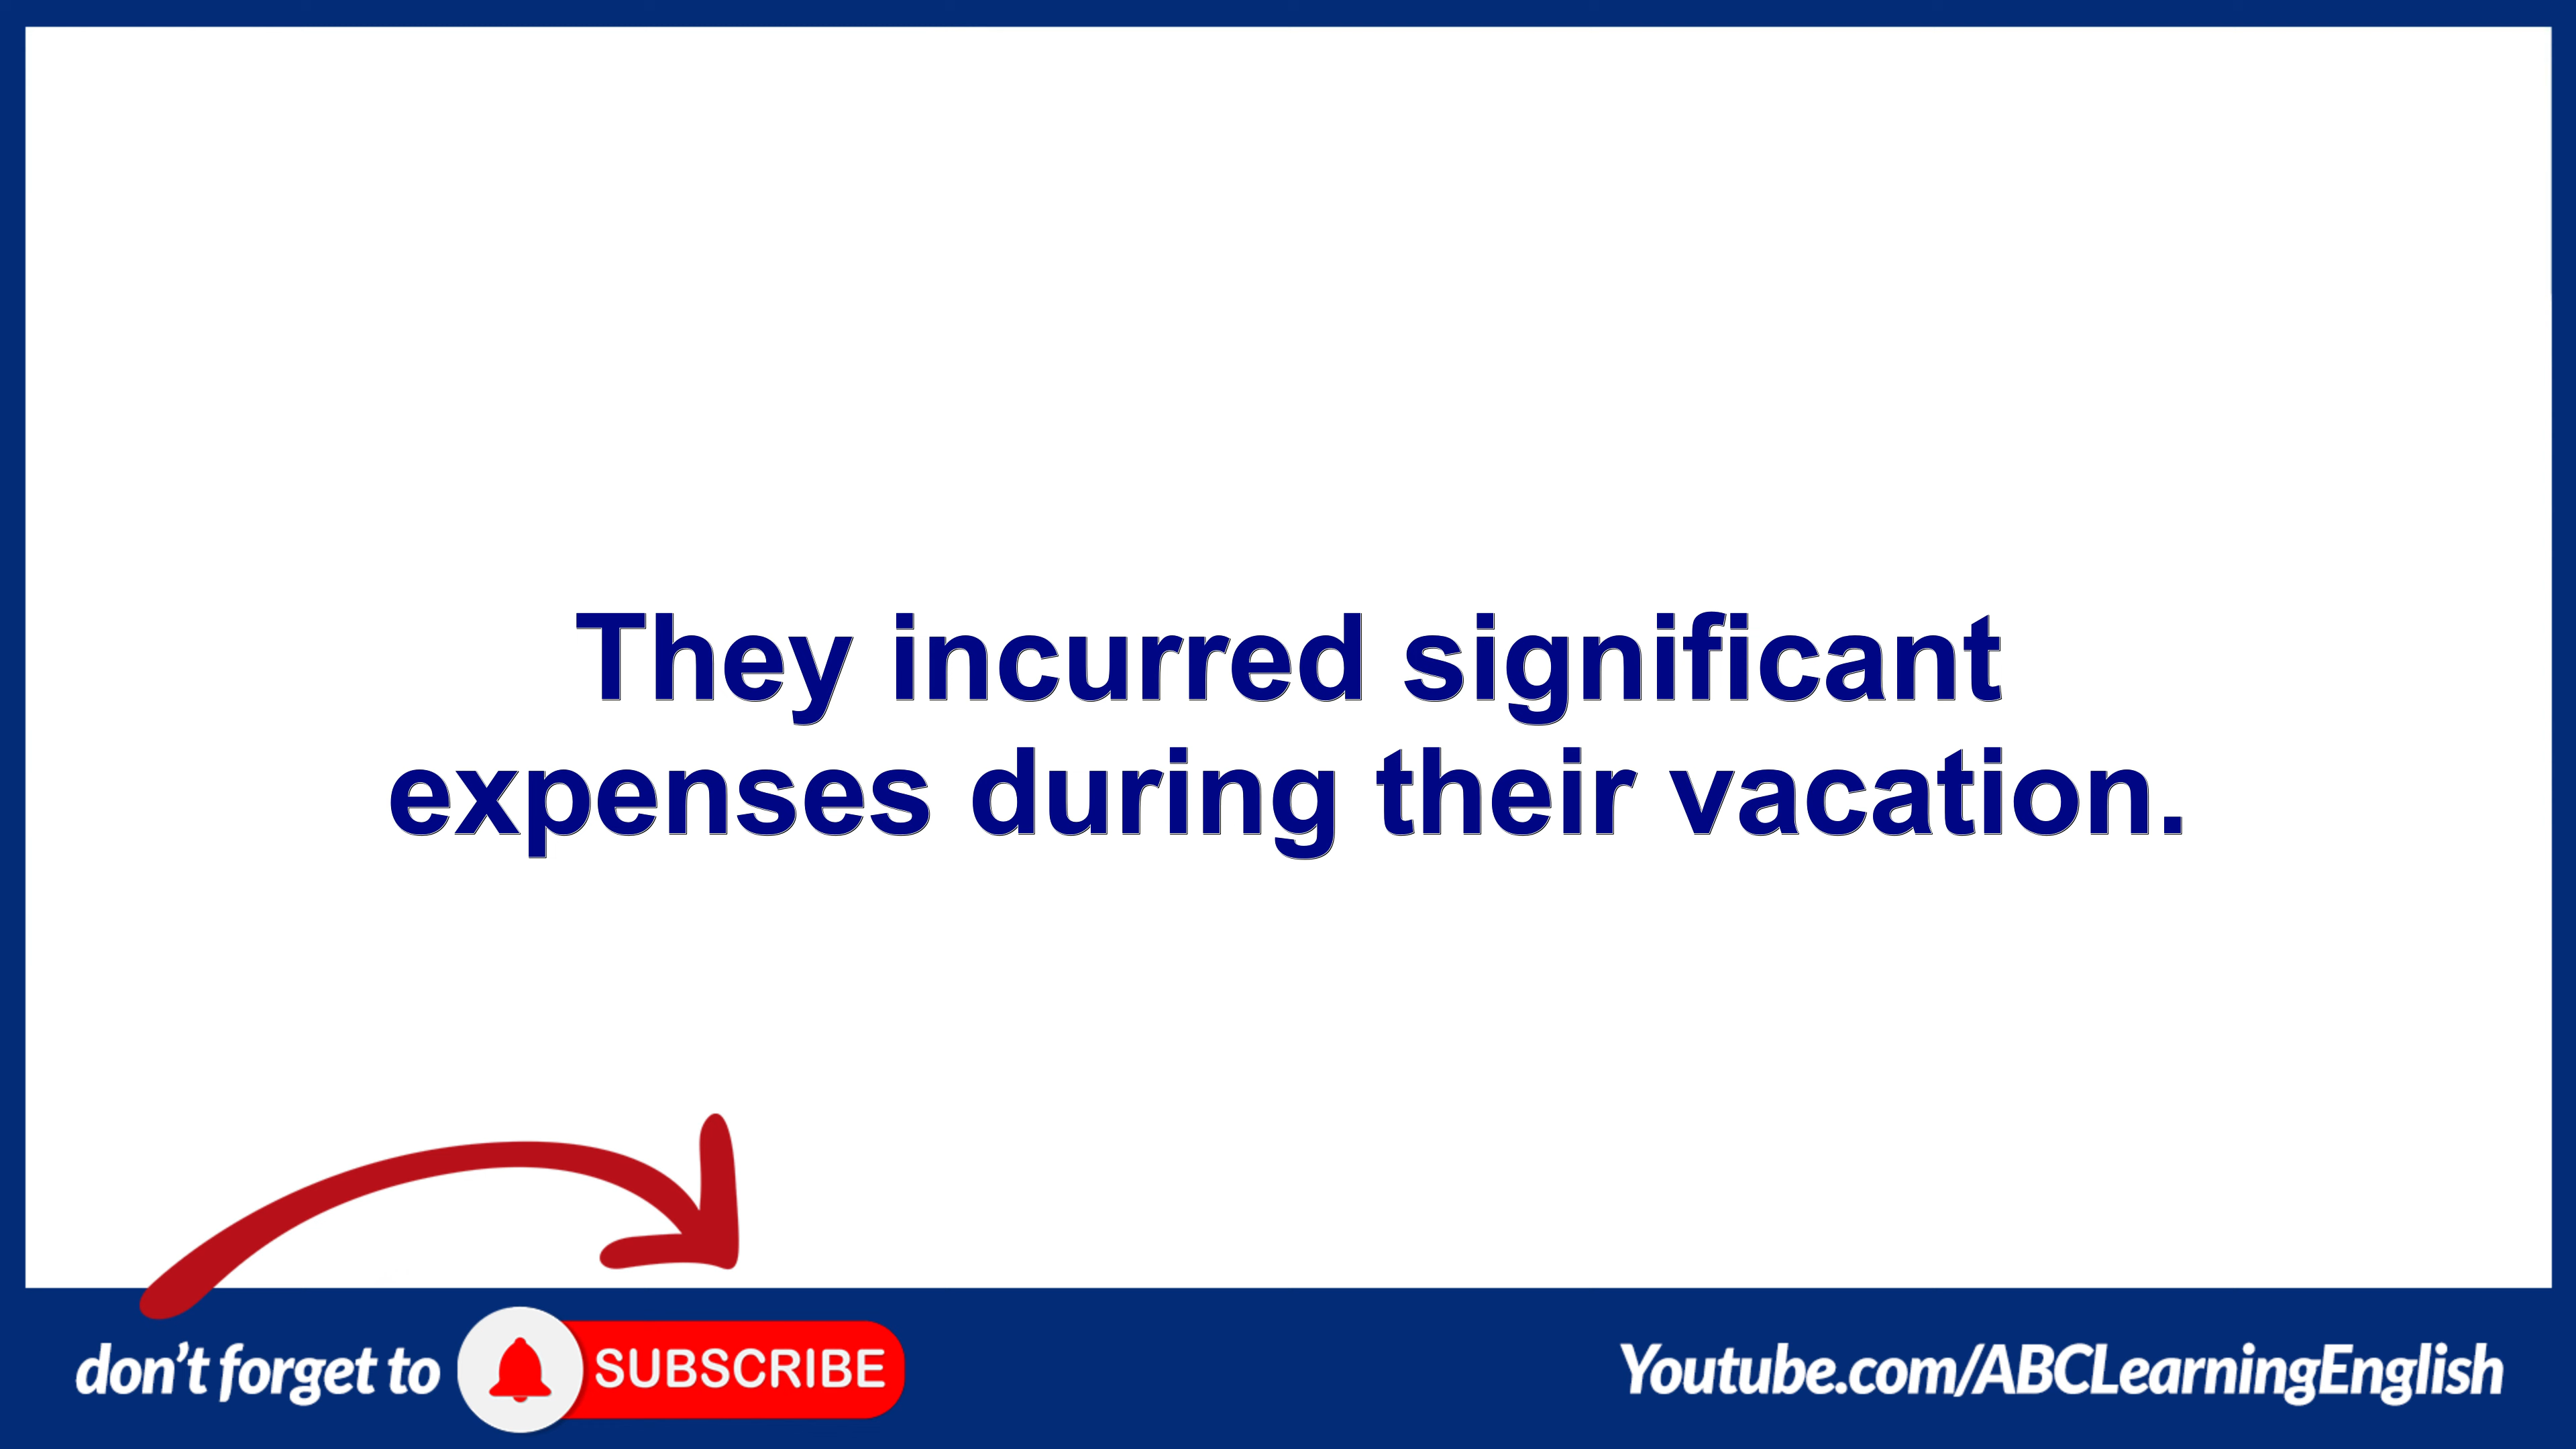 They incurred significant
expenses during their vacation.
don't forget to SUBSCRIBE
Youtube.com/ABCLearningEnglish